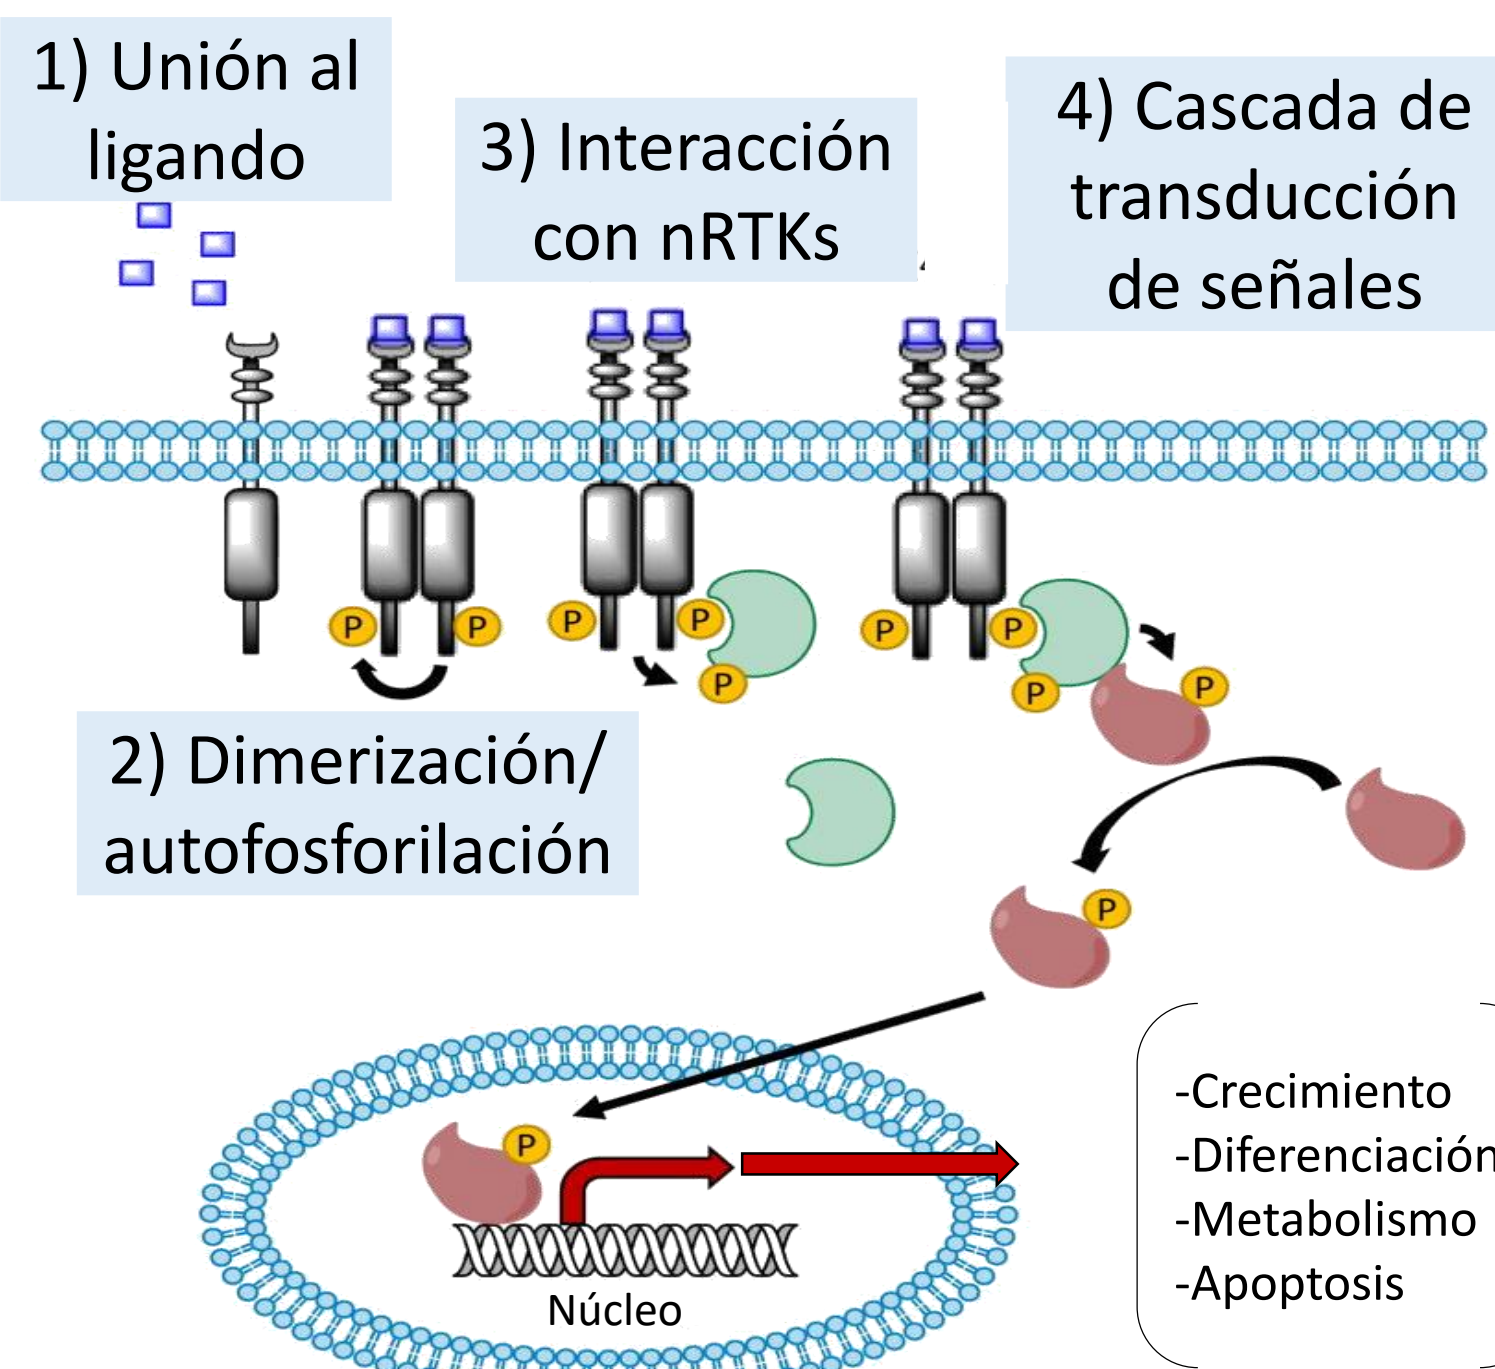 1) Unión al
ligando
3) Interacción
con nRTKs
4) Cascada de
transducción
de señales
P
P
P
P
P
P
P
P
P
2) Dimerización/
autofosforilación
P
P
Núcleo
-Crecimiento
-Diferenciación
-Metabolismo
-Apoptosis